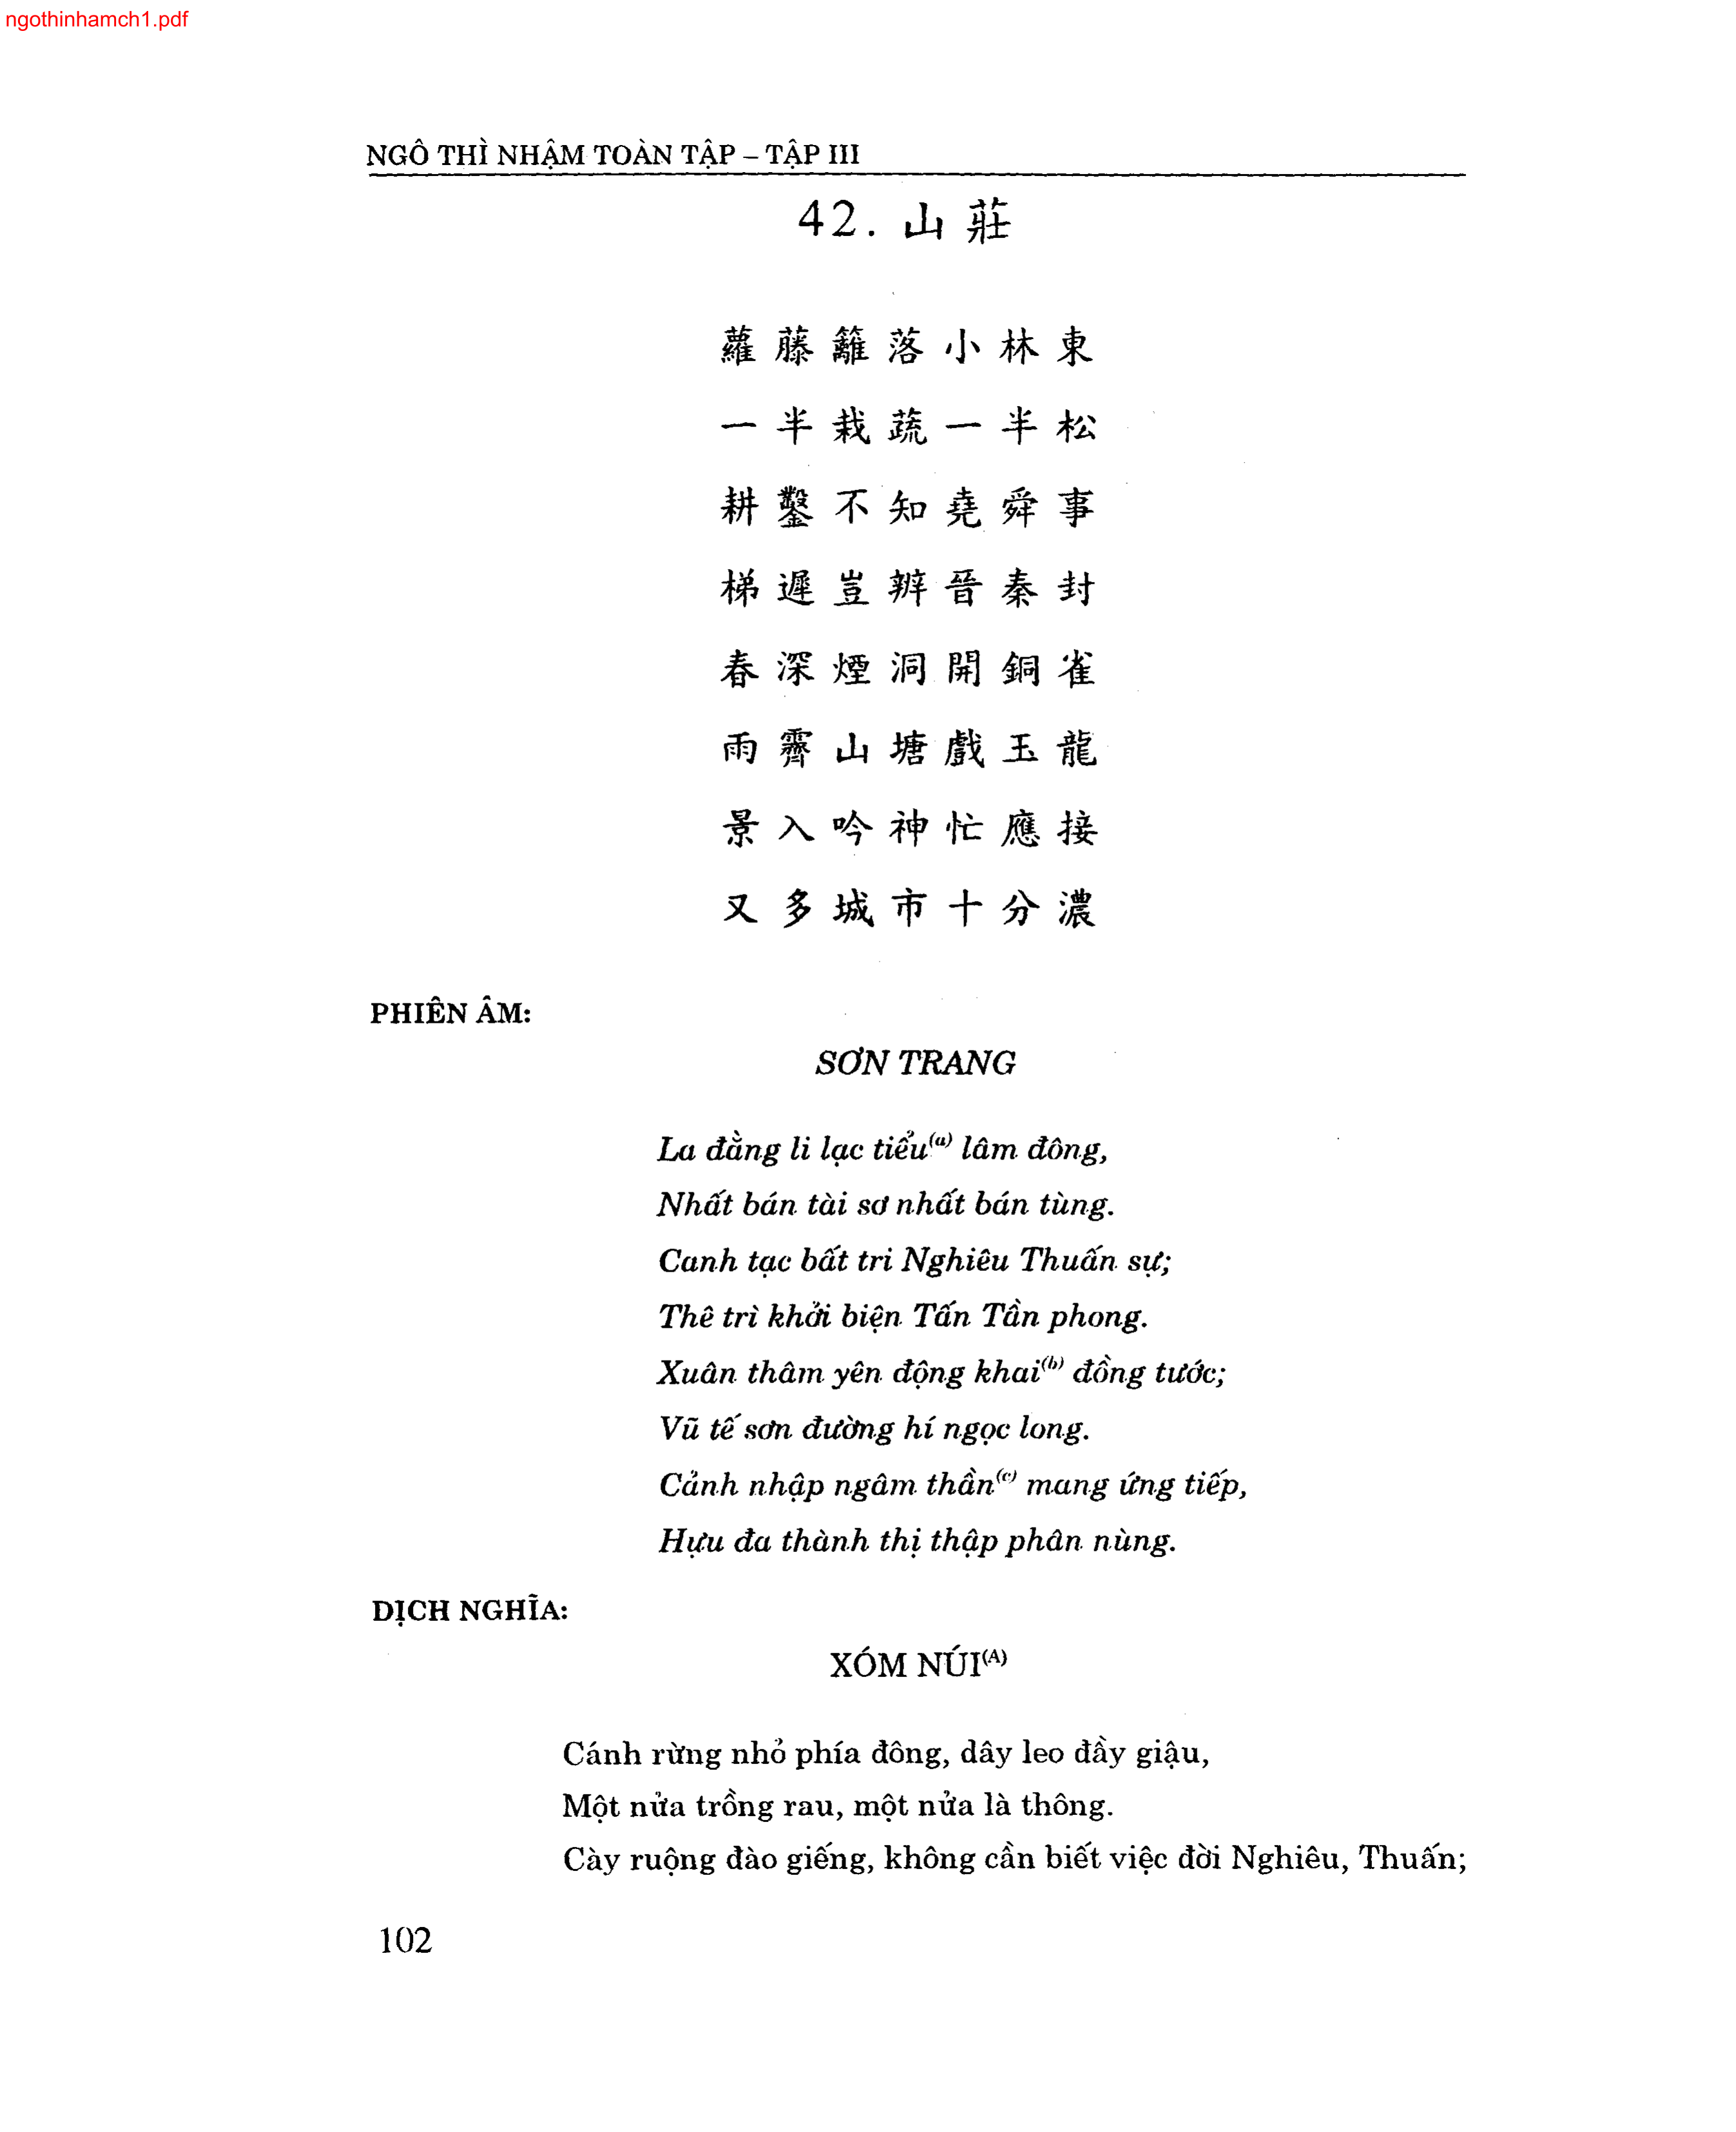 ngothinhamch1.pdf
NGÔ THÌ NHẬM TOÀN TẬP – TẬP III
42. 山莊
蘿藤籬落小林東
一半栽蔬一半松
耕鑿不知堯舜事
梯遲豈辨晉秦封
春深煙洞開銅雀
雨霽山塘戲玉龍
景入吟神忙應接
又多城市十分濃
PHIÊN ÂM:
SƠN TRANG
La đằng li lạc tiểu(a) lâm đông,
Nhất bán tài sơ nhất bán tùng.
Canh tạc bất tri Nghiêu Thuấn sự;
Thê trì khởi biện Tấn Tần phong.
Xuân thâm yên động khai(b) đồng tước;
Vũ tế sơn đường hí ngọc long.
Cảnh nhập ngâm thần(c) mang ứng tiếp,
Hựu đa thành thị thập phân nùng.
DỊCH NGHĨA:
XÓM NÚI(A)
Cánh rừng nhỏ phía đông, dây leo đầy giậu,
Một nửa trồng rau, một nửa là thông.
Cày ruộng đào giếng, không cần biết việc đời Nghiêu, Thuấn;
102